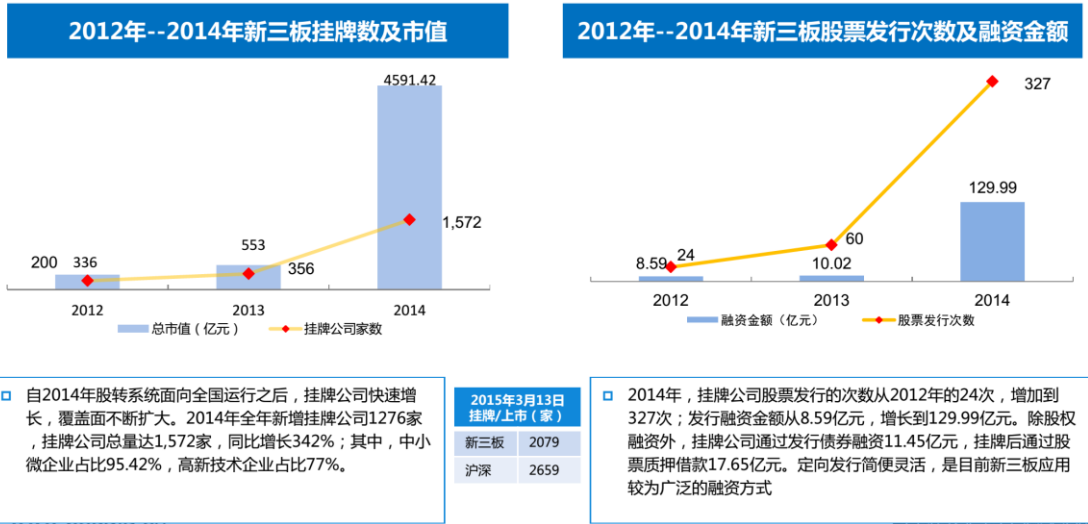 2012年--2014年新三板挂牌数及市值
4591.42
1,572
553
200 336
356
2012 2013 2014
总市值（亿元） 挂牌公司家数
2012年--2014年新三板股票发行次数及融资金额
327
129.99
60
24
8.59
10.02
2012 2013 2014
融资金额（亿元） 股票发行次数
自2014年股转系统面向全国运行之后，挂牌公司快速增
长，覆盖面不断扩大。2014年全年新增挂牌公司1276家
，挂牌公司总量达1,572家，同比增长342%；其中，中小
微企业占比95.42%，高新技术企业占比77%。
2015年3月13日
挂牌/上市（家）
新三板 2079
沪深 2659
2014年，挂牌公司股票发行的次数从2012年的24次，增加到
327次；发行融资金额从8.59亿元，增长到129.99亿元。除股权
融资外，挂牌公司通过发行债券融资11.45亿元，挂牌后通过股
票质押借款17.65亿元。定向发行简便灵活，是目前新三板应用
较为广泛的融资方式